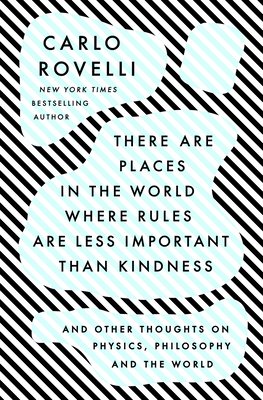 CARLO
ROVELLI
NEW YORK TIMES
BESTSELLING
AUTHOR
THERE ARE
PLACES
IN THE WORLD
WHERE RULES
ARE LESS IMPORTANT
THAN KINDNESS
AND OTHER THOUGHTS ON
PHYSICS, PHILOSOPHY
AND THE WORLD